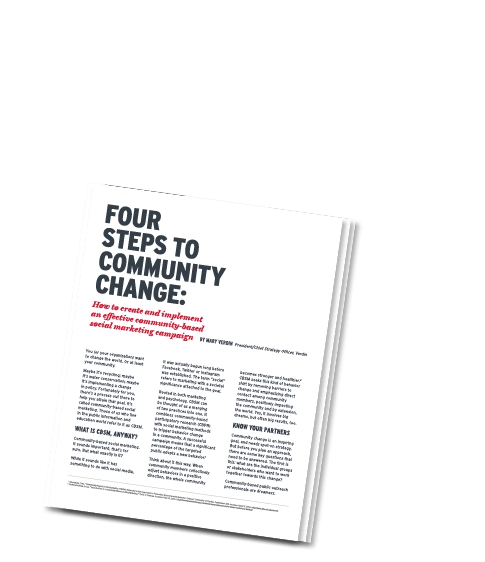 FOUR
STEPS TO
COMMUNITY
CHANGE:
How to create and implement
an effective community-based
social marketing campaign
BY MARY VERDIN President/Chief Strategy Officer, Verdin
You (or your organization) want
to change the world. Or at least
your community.
Maybe it's recycling; maybe
it's water conservation; maybe
it's implementing a change
in policy. Fortunately for you,
there's a process out there to
help you attain that goal. It's
called community-based social
marketing. Those of us who live
in the public information and
education world refer to it as CBSM.
WHAT IS CBSM, ANYWAY?
Community-based social marketing.
It sounds important, that's for
sure. But what exactly is it?
While it sounds like it has
something to do with social media,
it was actually around long before
Facebook, Twitter or Instagram
was established. The term "social"
refers to marketing with a societal
significance attached to the goal.
Rooted in both marketing
and psychology, CBSM can
be thought of as a merging
of two practices into one. It
combines community-based
participatory research (CBPR)
with social marketing methods
to trigger behavior change
in a community. A successful
campaign means that a significant
percentage of the targeted
public adopts a new behavior!
Think about it this way: When
community members collectively
adjust behaviors in a positive
direction, the whole community
becomes stronger and healthier!
CBSM seeks this kind of behavior
shift by removing barriers to
change and emphasizing direct
contact among community
members, positively impacting
the community and by extension,
the world. Yes, it involves big
dreams, but often big results, too.
KNOW YOUR PARTNERS
Community change is an inspiring
goal, and needs spot-on strategy.
But before you plan an approach,
there are some key questions that
need to be answered. The first is
this: who are the individual groups
or stakeholders who want to work
together towards this change?
Community-based public outreach
professionals are dreamers.